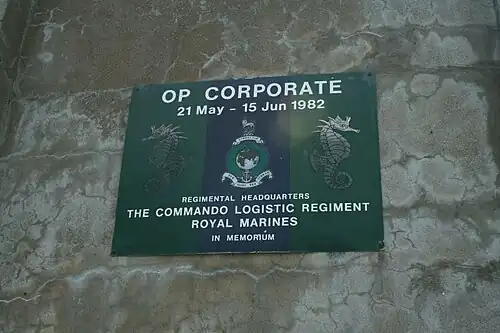 OP CORPORATE
21 May - 15 Jun 1982
REGIMENTAL HEADQUARTERS
THE COMMANDO LOGISTIC REGIMENT
ROYAL MARINES
IN MEMORIUM